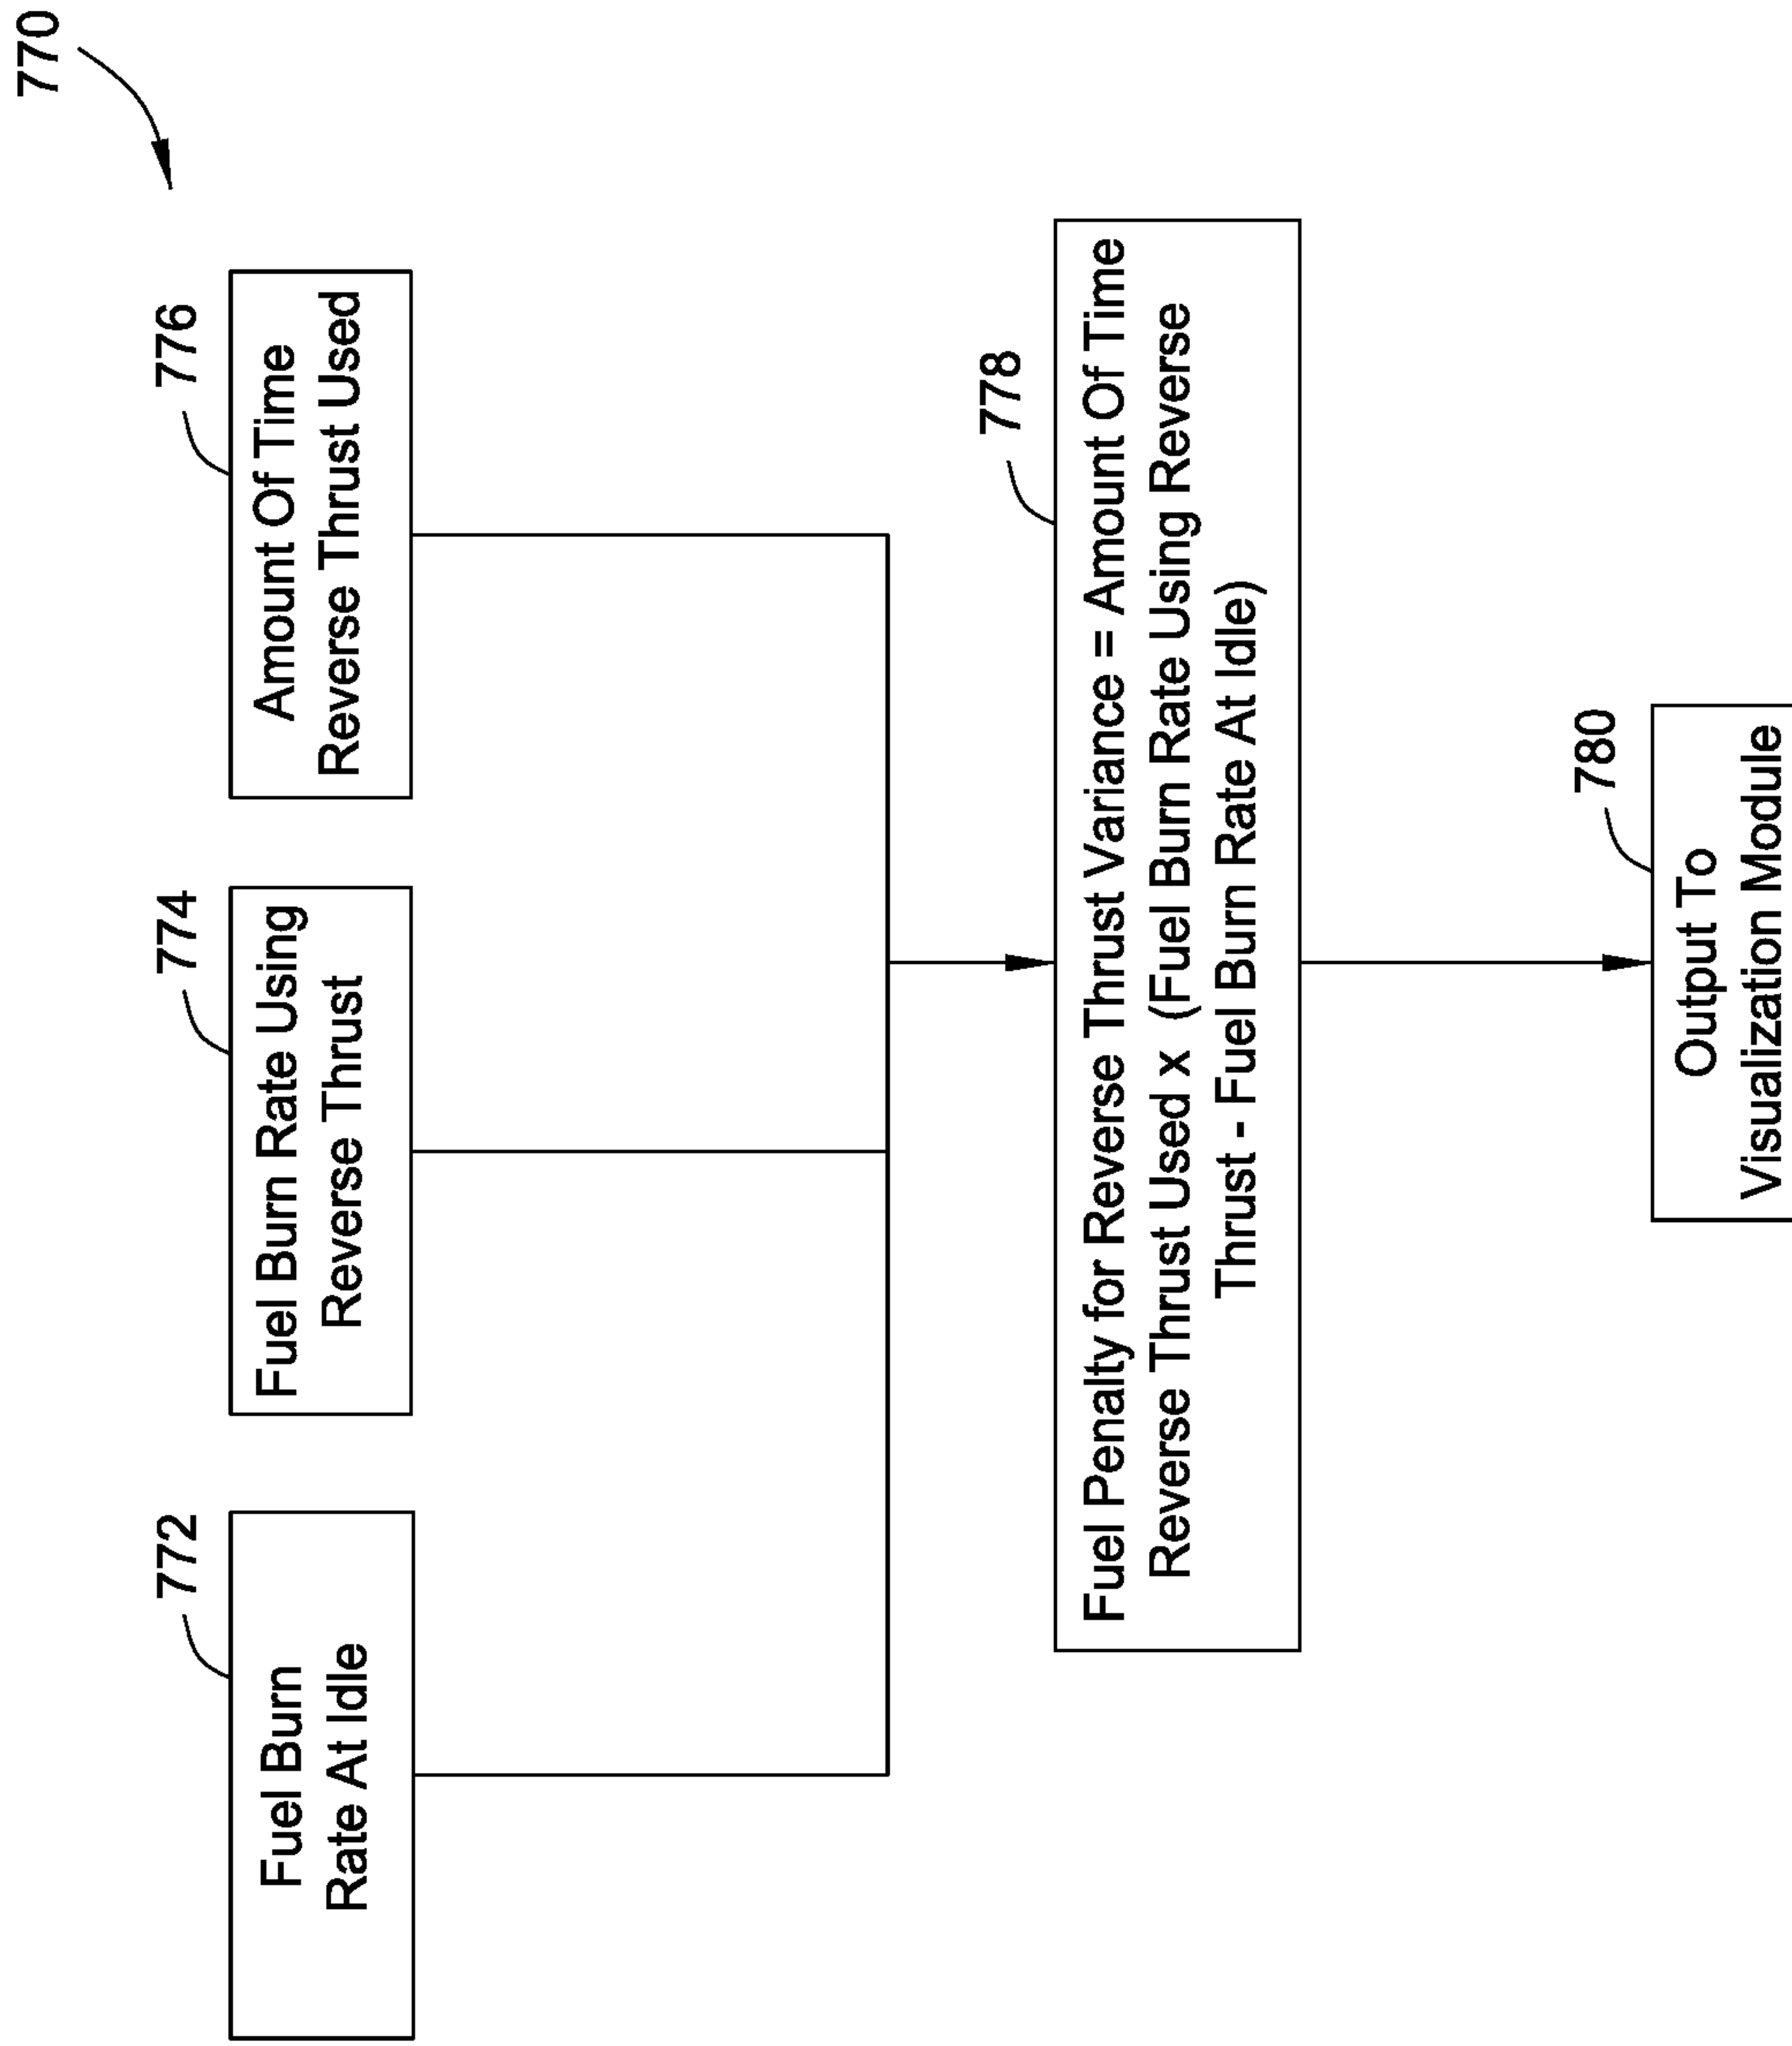 770
772
Fuel Burn
Rate At Idle
774
Fuel Burn Rate Using
Reverse Thrust
776
Amount Of Time
Reverse Thrust Used
778
Fuel Penalty for Reverse Thrust Variance = Amount Of Time
Reverse Thrust Used x (Fuel Burn Rate Using Reverse
Thrust - Fuel Burn Rate At Idle)
780
Output To
Visualization Module